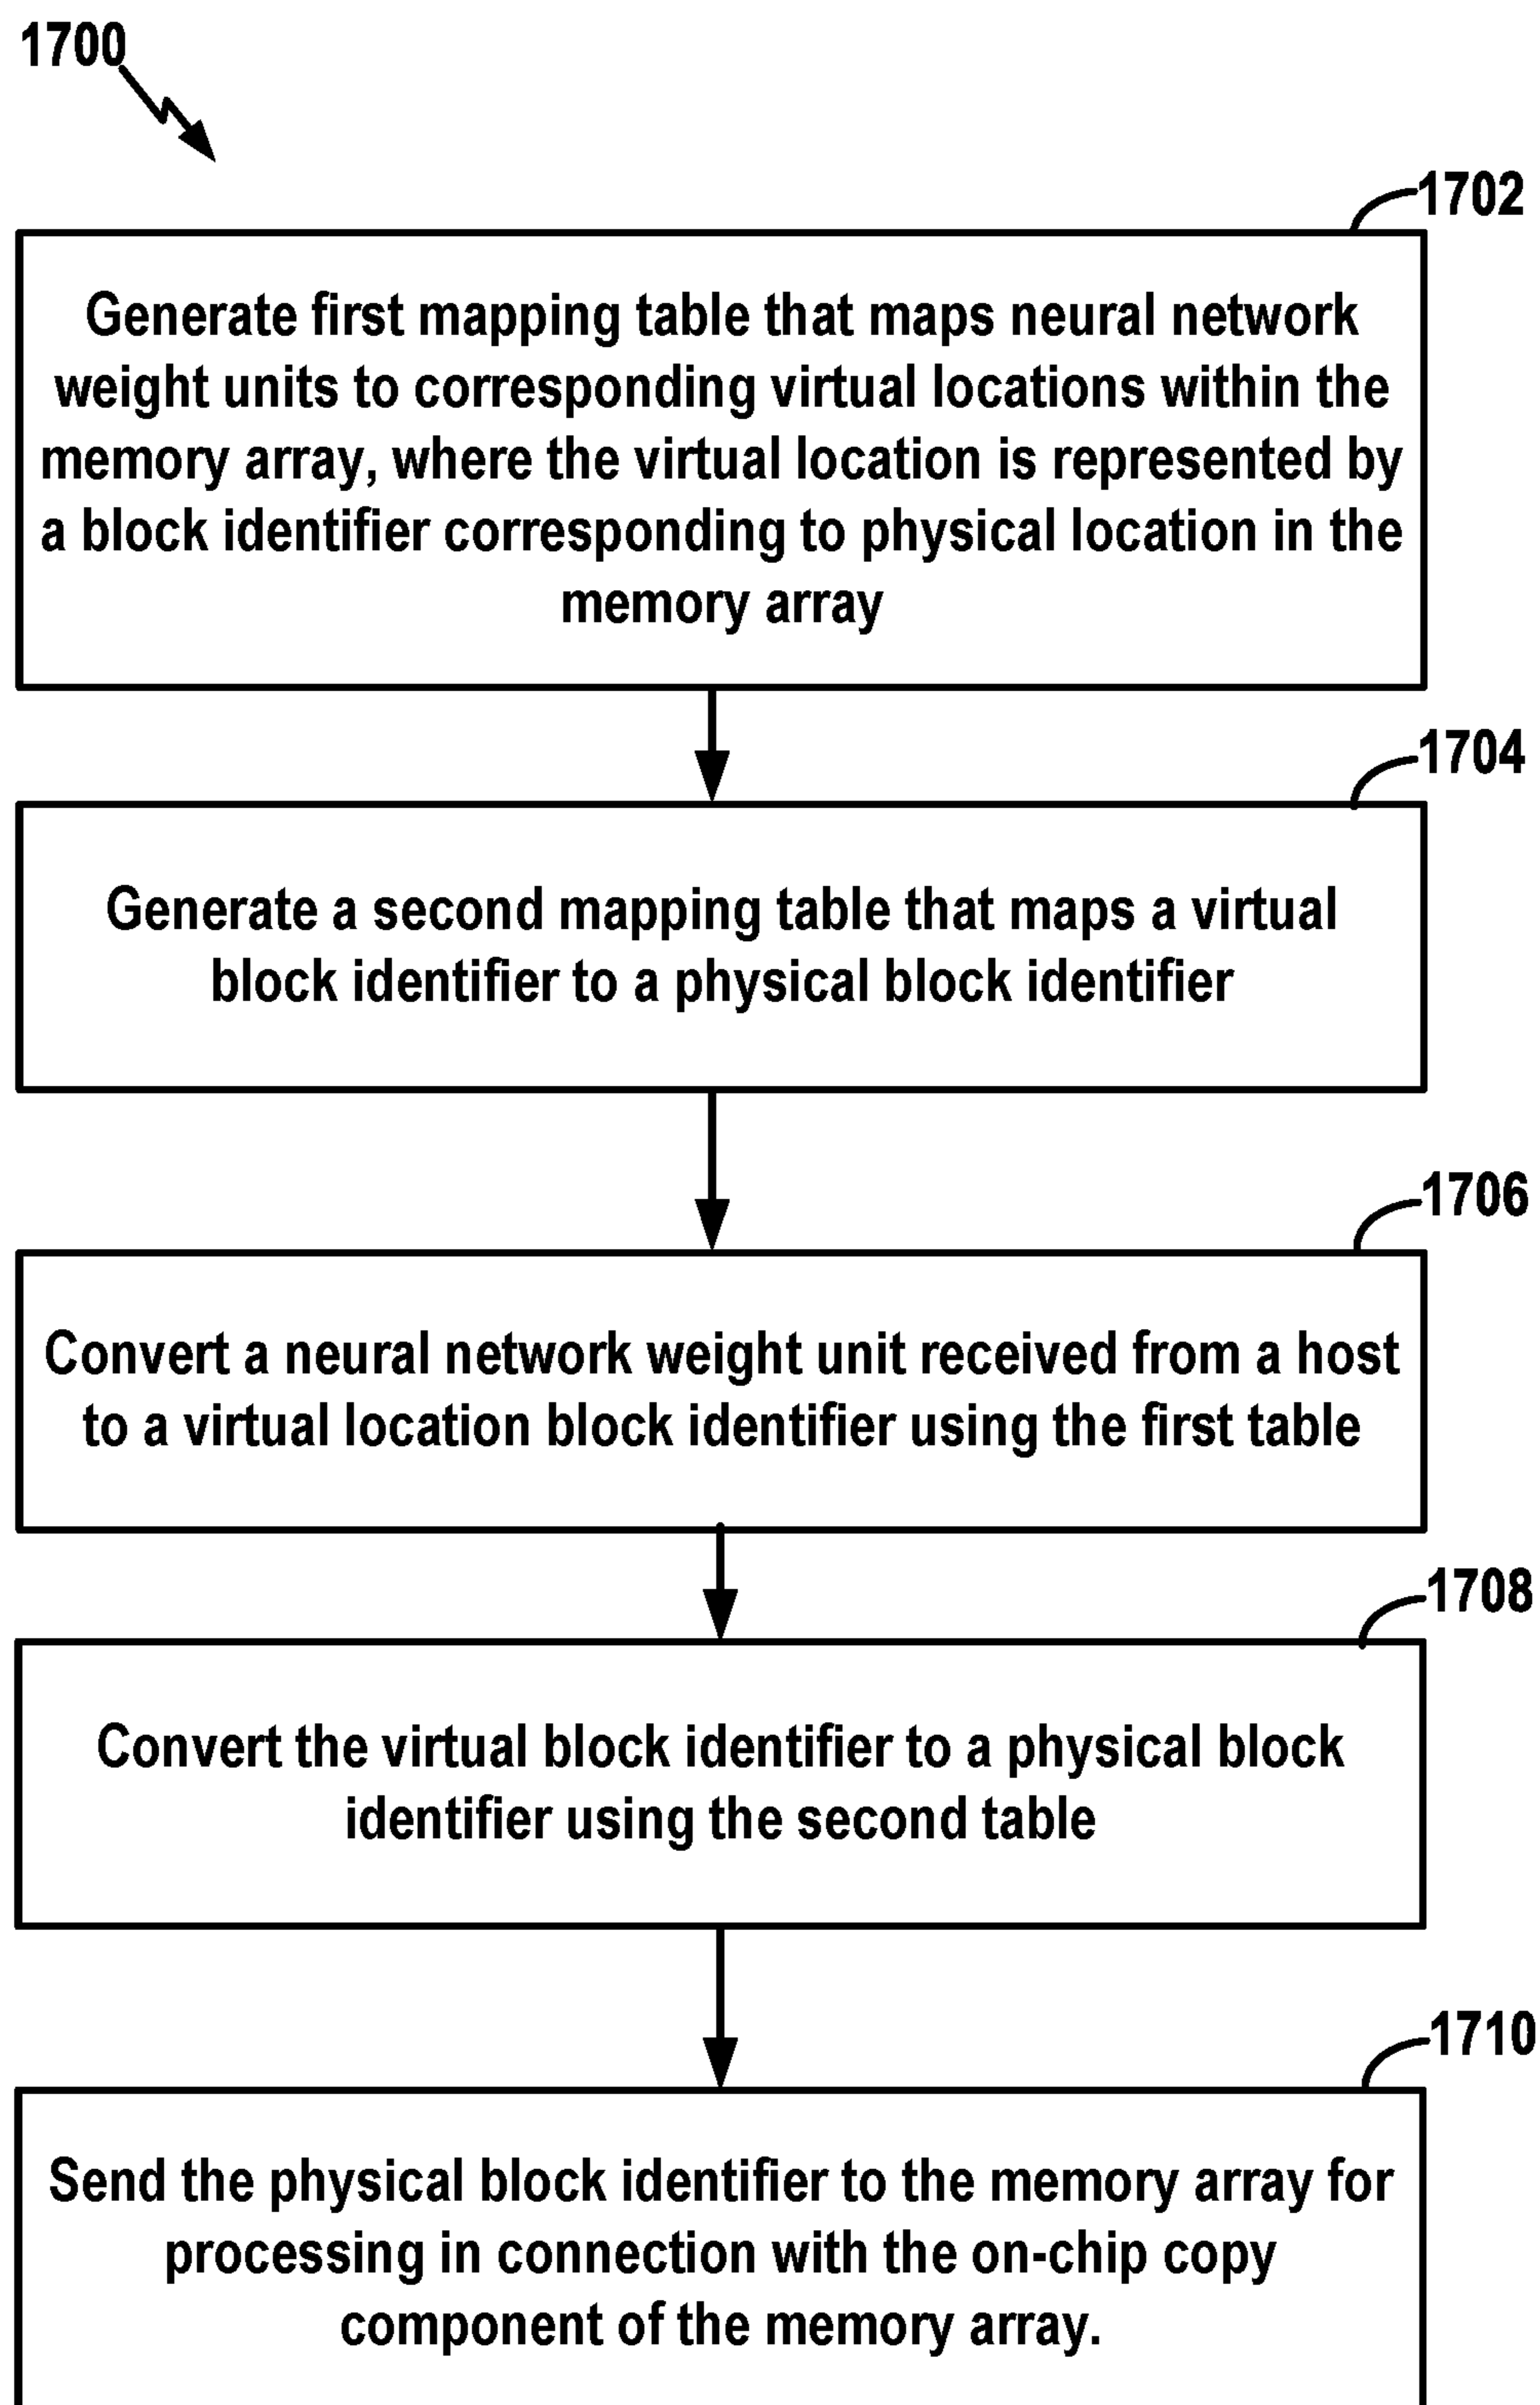 1700
1702
Generate first mapping table that maps neural network
weight units to corresponding virtual locations within the
memory array, where the virtual location is represented by
a block identifier corresponding to physical location in the
memory array
1704
Generate a second mapping table that maps a virtual
block identifier to a physical block identifier
1706
Convert a neural network weight unit received from a host
to a virtual location block identifier using the first table
1708
Convert the virtual block identifier to a physical block
identifier using the second table
1710
Send the physical block identifier to the memory array for
processing in connection with the on-chip copy
component of the memory array.